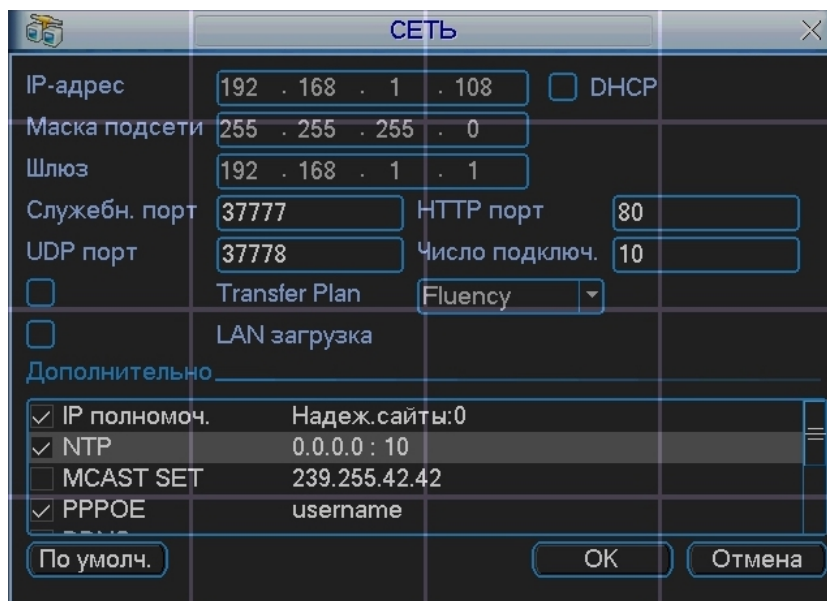 СЕТЬ
IP-адрес 192 . 168 . 1 . 108 DHCP
Маска подсети 255 . 255 . 255 . 0
Шлюз 192 . 168 . 1 . 1
Служебн. порт 37777 HTTP порт 80
UDP порт 37778 Число подключ. 10
Transfer Plan Fluency
LAN загрузка
Дополнительно
IP полномоч. Надеж.сайты:0
NTP 0.0.0.0 : 10
MCAST SET 239.255.42.42
PPPOE username
По умолч. OK Отмена